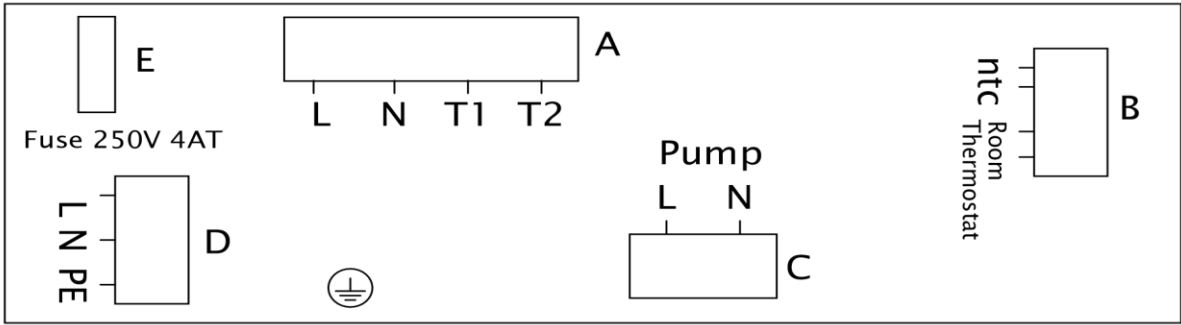 E
A
L N T1 T2
Fuse 250V 4AT
ntc
Room
Thermostat
B
Pump
L N
C
L N PE
D